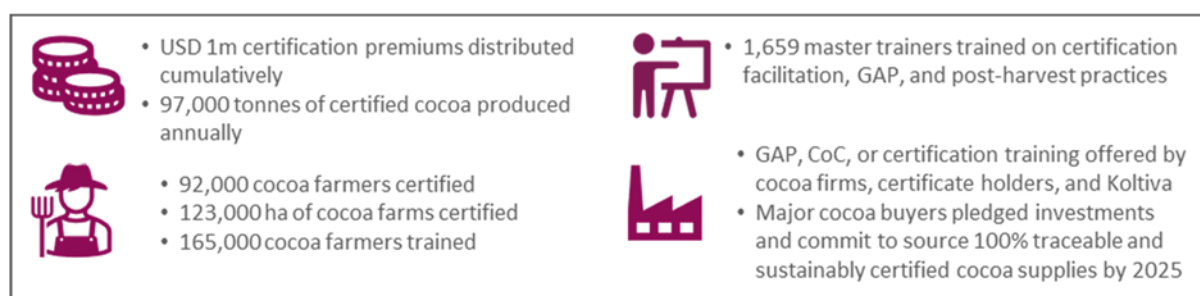 • USD 1m certification premiums distributed
cumulatively
• 97,000 tonnes of certified cocoa produced
annually
• 92,000 cocoa farmers certified
• 123,000 ha of cocoa farms certified
• 165,000 cocoa farmers trained
• 1,659 master trainers trained on certification
facilitation, GAP, and post-harvest practices
• GAP, CoC, or certification training offered by
cocoa firms, certificate holders, and Koltiva
• Major cocoa buyers pledged investments
and commit to source 100% traceable and
sustainably certified cocoa supplies by 2025